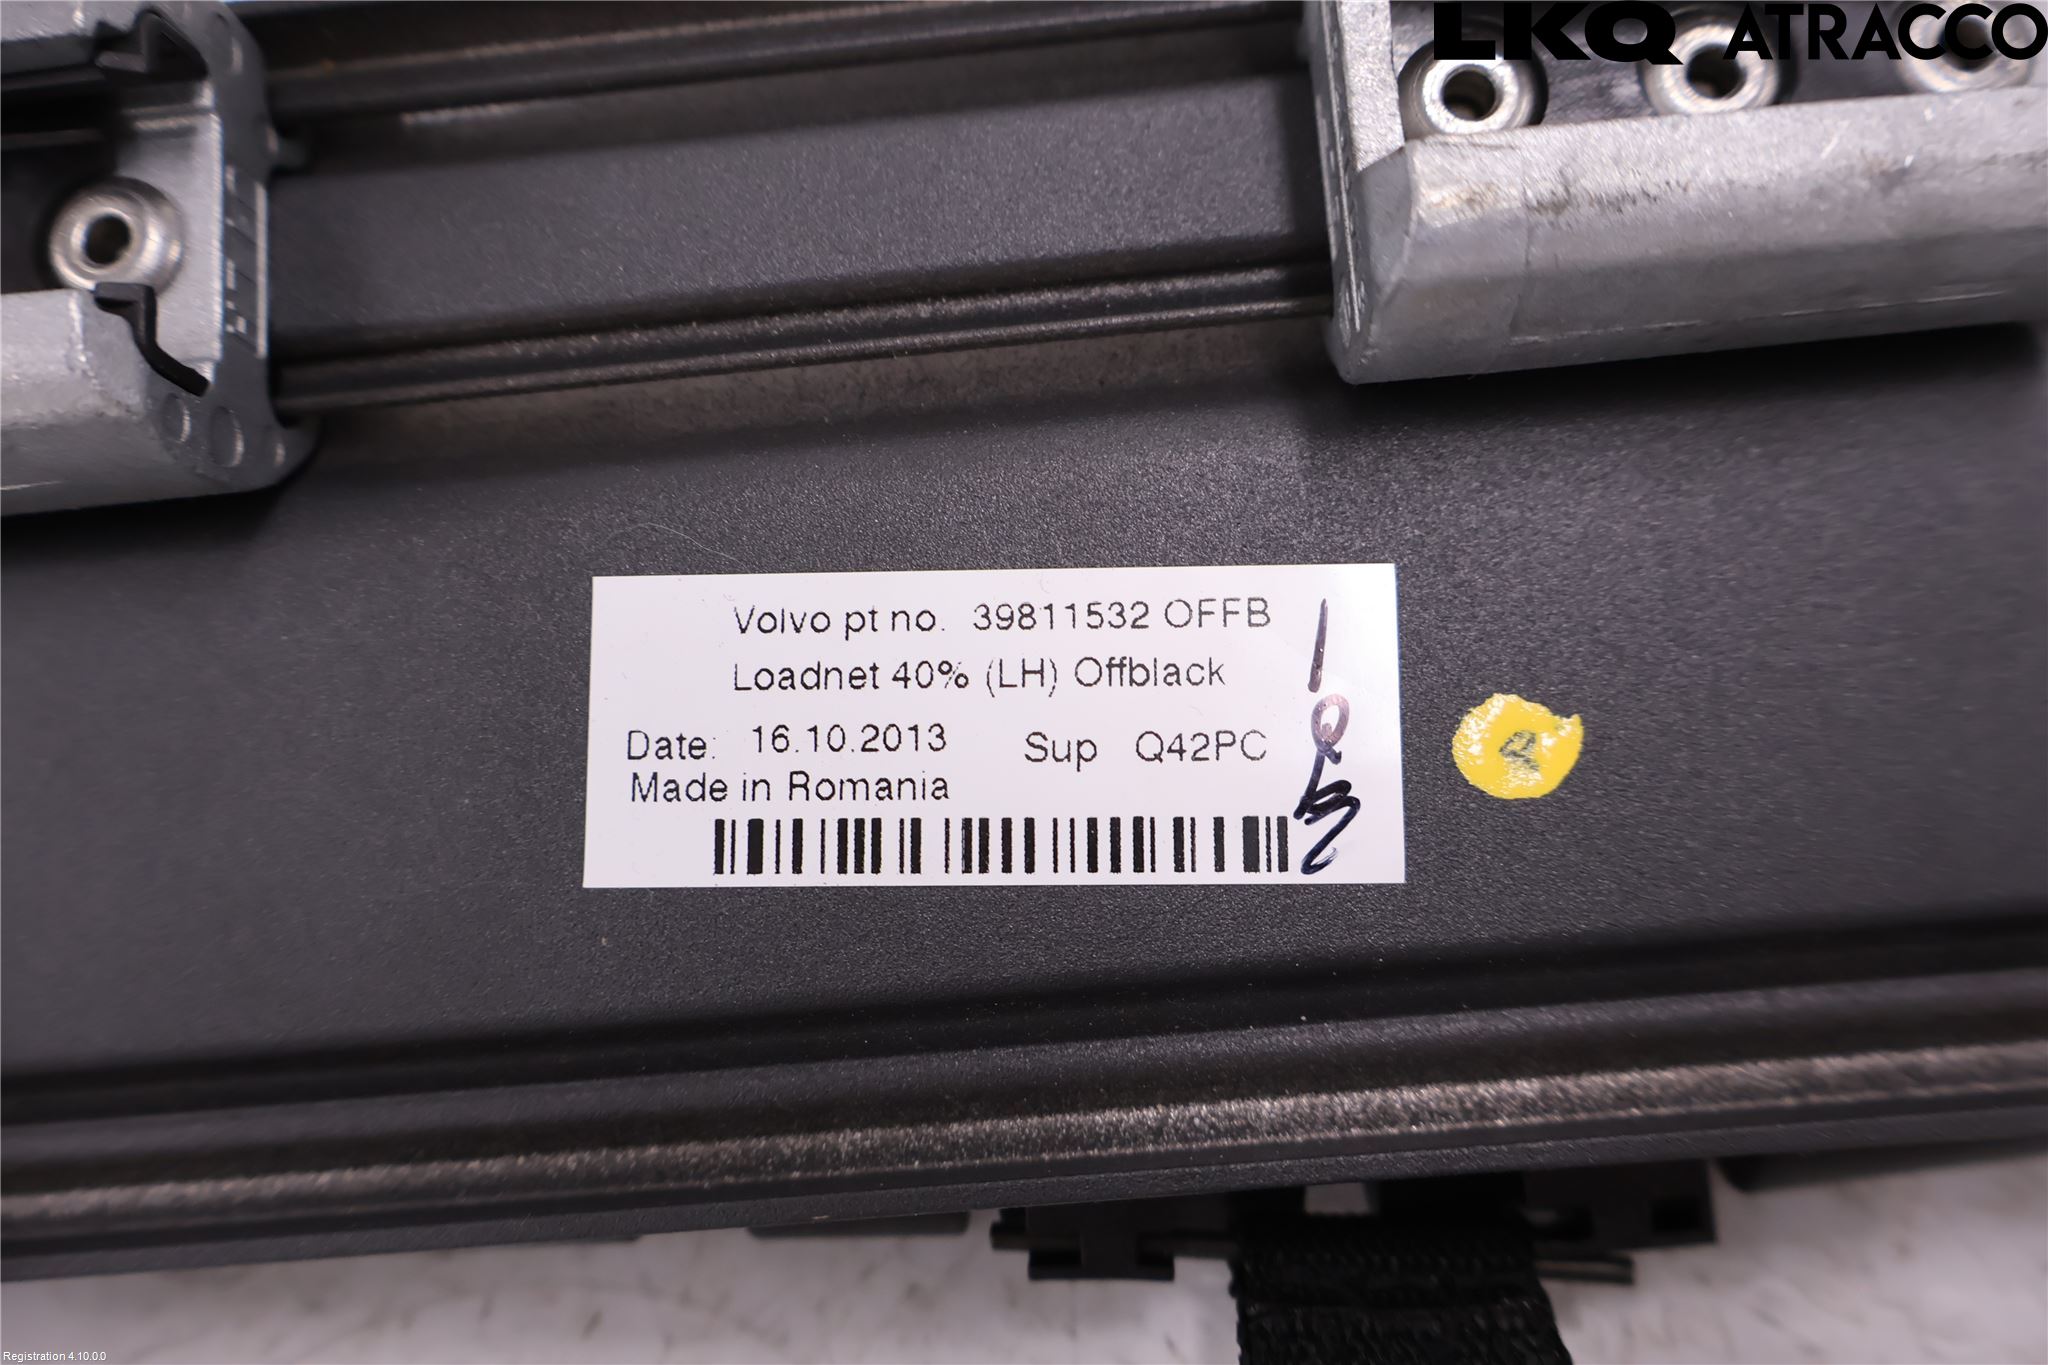 LKQ ATRACCO
Volvo pt no. 39811532 OFFB
Loadnet 40% (LH) Offblack
Date: 16.10.2013 Sup Q42PC
Made in Romania
Registration 4.10.0.0